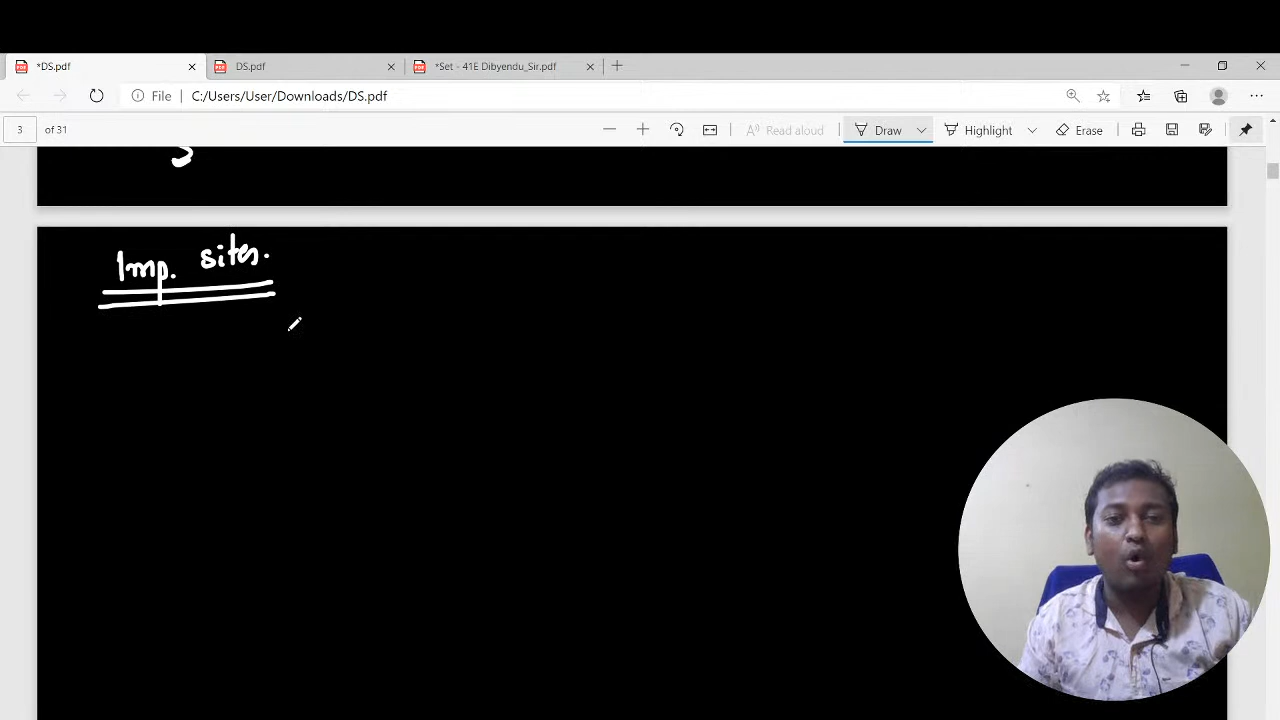 *DS.pdf
DS.pdf
*Set - 41E Dibyendu_Sir.pdf
File
C:/Users/User/Downloads/DS.pdf
3
of 31
Read aloud
Draw
Highlight
Erase
Imp. sites.